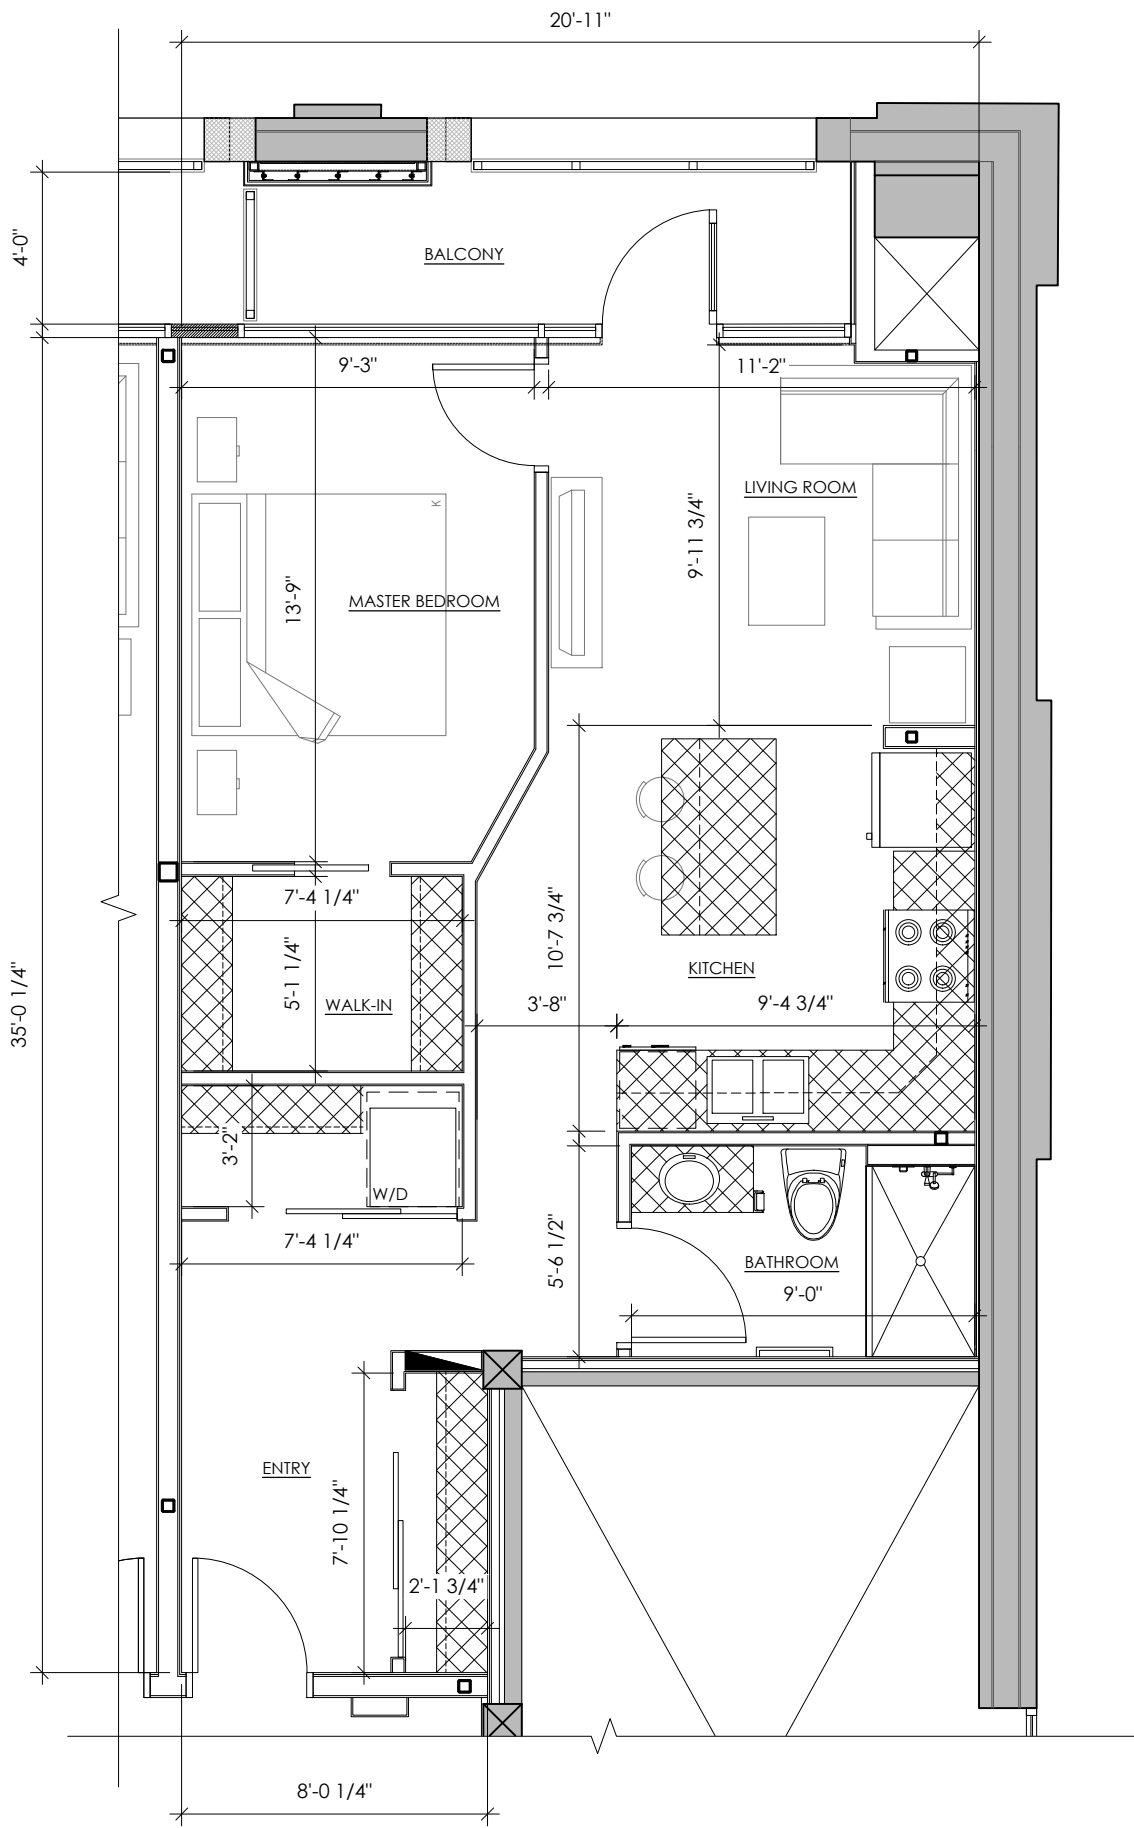 20'-11"
4'-0"
BALCONY
9'-3"
11'-2"
LIVING ROOM
K
9'-11 3/4"
13'-9"
MASTER BEDROOM
7'-4 1/4"
10'-7 3/4"
KITCHEN
5'-1 1/4"
WALK-IN
3'-8"
9'-4 3/4"
35'-0 1/4"
3'-2"
W/D
7'-4 1/4"
5'-6 1/2"
BATHROOM
9'-0"
ENTRY
7'-10 1/4"
2'-1 3/4"
8'-0 1/4"